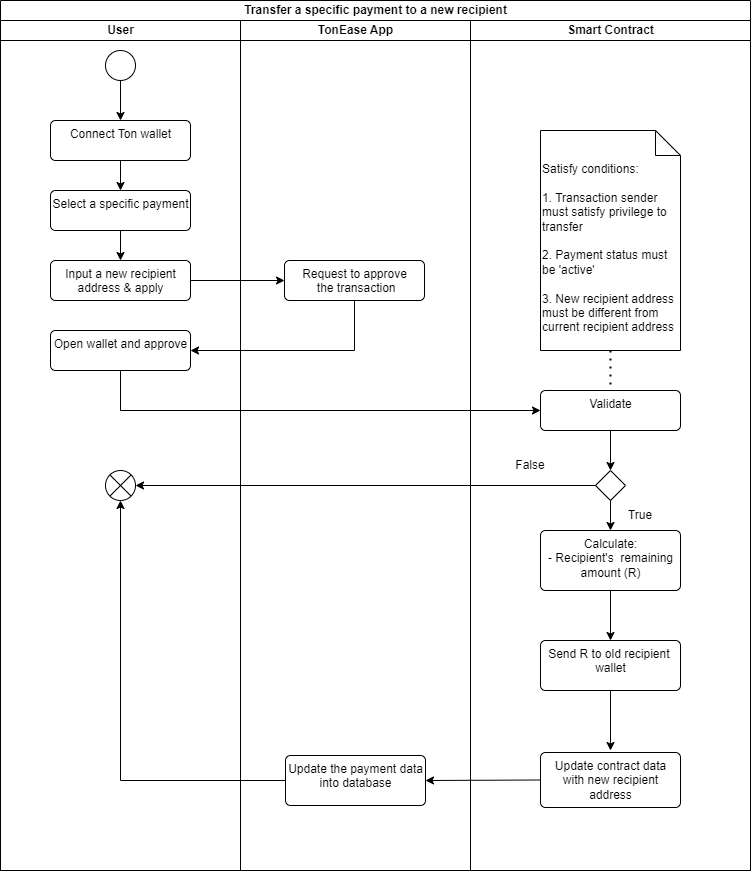 Transfer a specific payment to a new recipient
User
TonEase App
Smart Contract
Connect Ton wallet
Satisfy conditions:
1. Transaction sender
must satisfy privilege to
transfer
2. Payment status must
be 'active'
3. New recipient address
must be different from
current recipient address
Select a specific payment
Input a new recipient
address & apply
Request to approve
the transaction
Open wallet and approve
Validate
False
True
Calculate:
- Recipient's remaining
amount (R)
Send R to old recipient
wallet
Update contract data
with new recipient
address
Update the payment data
into database